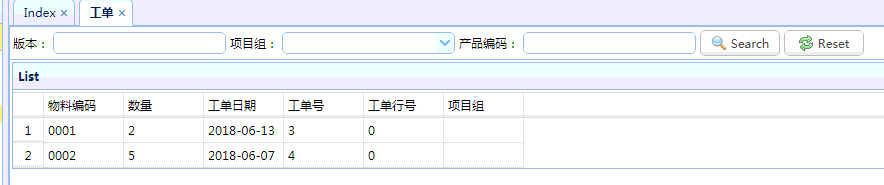 Index × 工单 ×
版本： 项目组： 产品编码： Search Reset
List
物料编码 数量 工单日期 工单号 工单行号 项目组
1 0001 2 2018-06-13 3 0
2 0002 5 2018-06-07 4 0